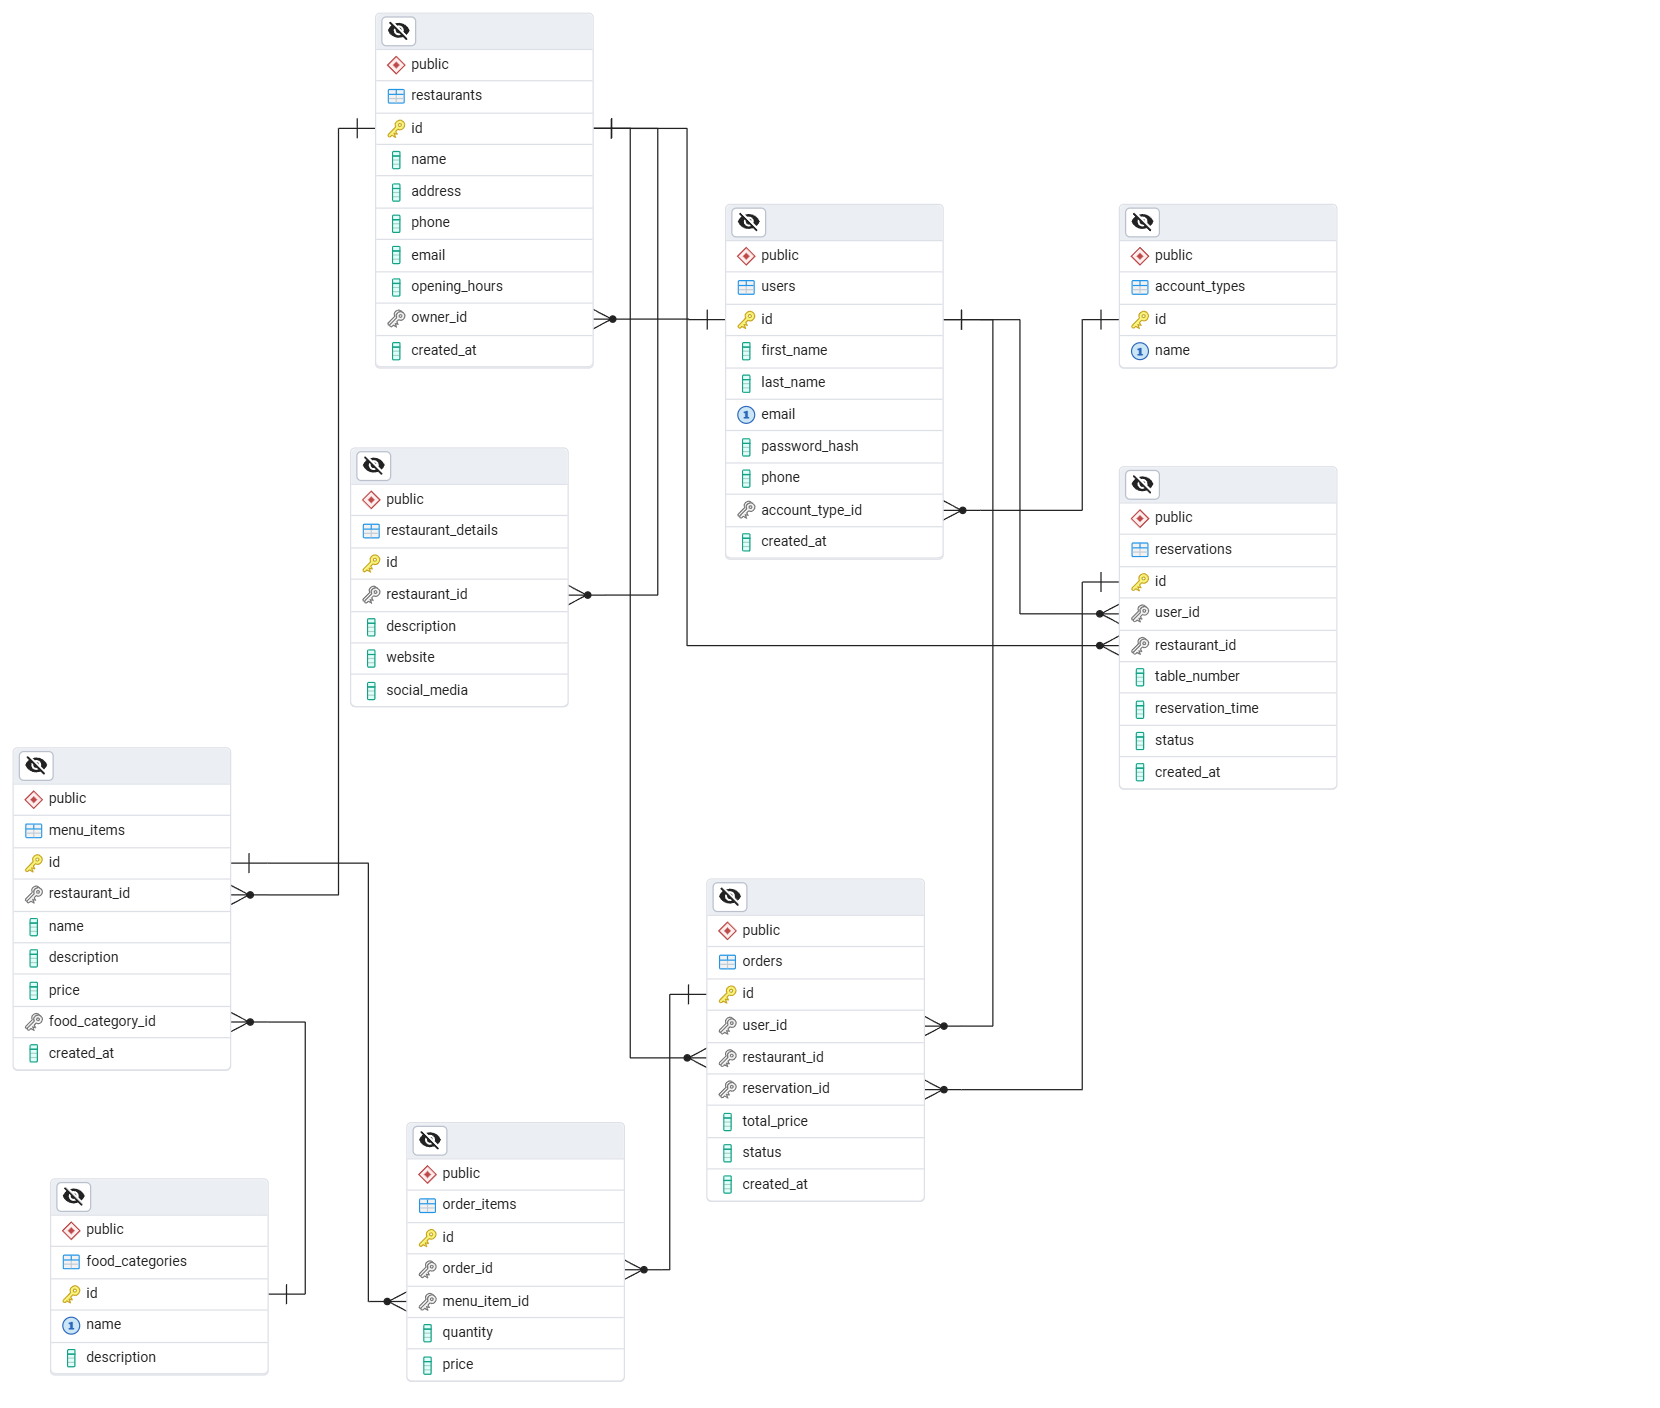 public
restaurants
id
name
address
phone
email
opening_hours
owner_id
created_at
public
users
id
first_name
last_name
1 email
password_hash
phone
account_type_id
created_at
public
account_types
id
1 name
public
restaurant_details
id
restaurant_id
description
website
social_media
public
reservations
id
user_id
restaurant_id
table_number
reservation_time
status
created_at
public
menu_items
id
restaurant_id
name
description
price
food_category_id
created_at
public
orders
id
user_id
restaurant_id
reservation_id
total_price
status
created_at
public
order_items
id
order_id
menu_item_id
quantity
price
public
food_categories
id
1 name
description